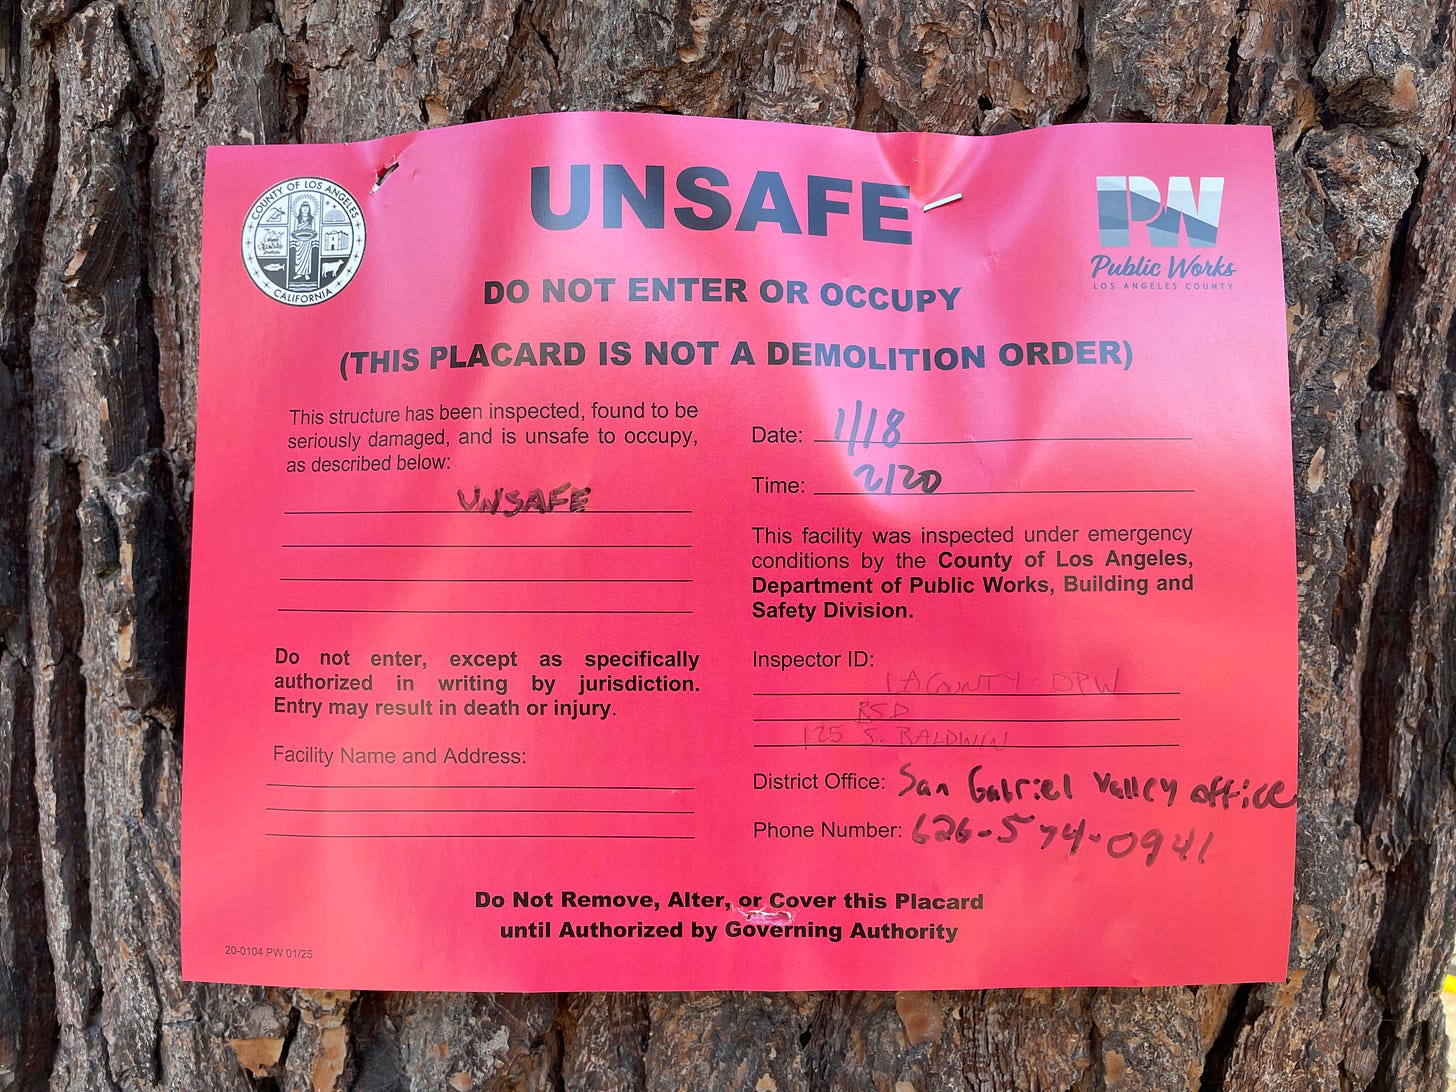 COUNTY OF LOS ANGELES
CALIFORNIA
UNSAFE
PW
Public Works
LOS ANGELES COUNTY
DO NOT ENTER OR OCCUPY
(THIS PLACARD IS NOT A DEMOLITION ORDER)
This structure has been inspected, found to be
seriously damaged, and is unsafe to occupy,
as described below:
UNSAFE
Do not enter, except as specifically
authorized in writing by jurisdiction.
Entry may result in death or injury.
Facility Name and Address:
Date: 1/18
Time: 2/20
This facility was inspected under emergency
conditions by the County of Los Angeles,
Department of Public Works, Building and
Safety Division.
Inspector ID:
LA COUNTY - DPW
BSD
125 S. BALDWIN
District Office: San Gabriel Valley office
Phone Number: 626-574-0941
Do Not Remove, Alter, or Cover this Placard
until Authorized by Governing Authority
20-0104 PW 01/25